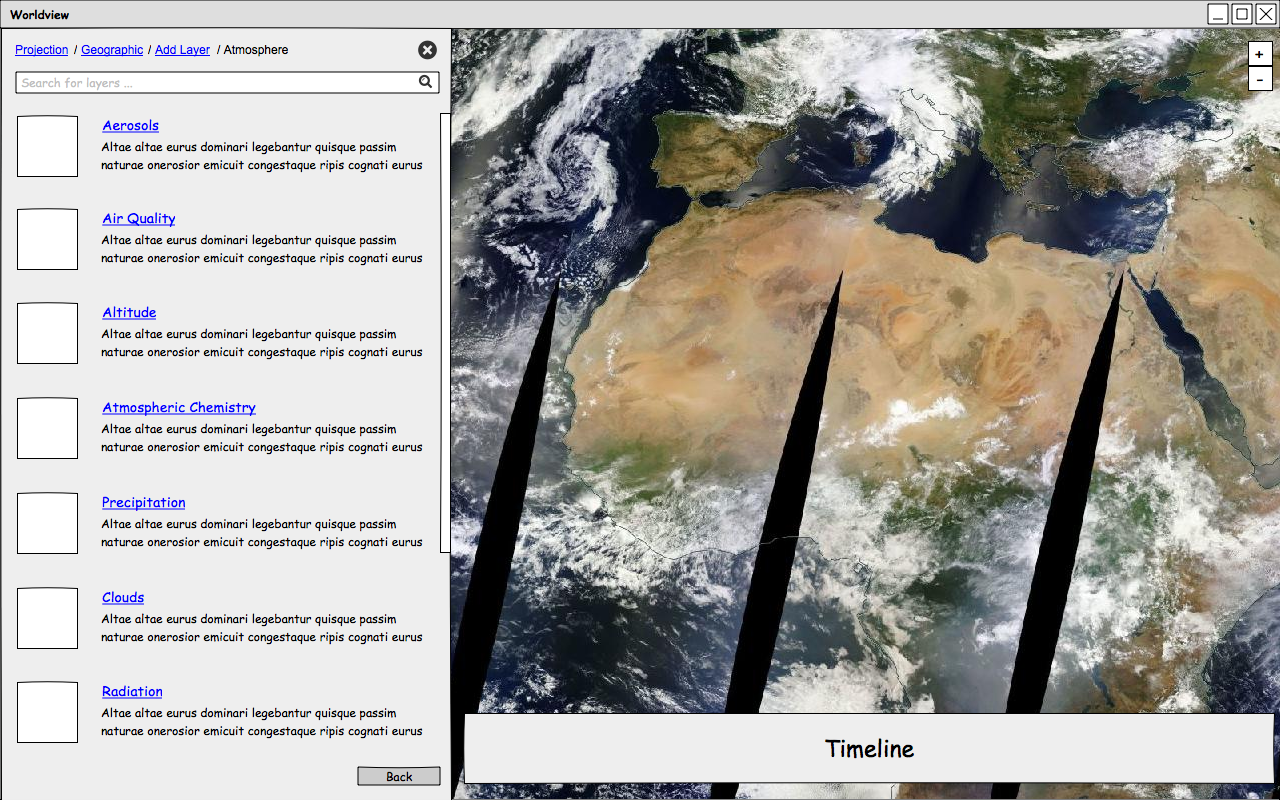 Worldview
Projection / Geographic / Add Layer / Atmosphere
Search for layers ...
+
-
Aerosols
Altae altae eurus dominari legebantur quisque passim
naturae onerosior emicuit congestaque ripis cognati eurus
Air Quality
Altae altae eurus dominari legebantur quisque passim
naturae onerosior emicuit congestaque ripis cognati eurus
Altitude
Altae altae eurus dominari legebantur quisque passim
naturae onerosior emicuit congestaque ripis cognati eurus
Atmospheric Chemistry
Altae altae eurus dominari legebantur quisque passim
naturae onerosior emicuit congestaque ripis cognati eurus
Precipitation
Altae altae eurus dominari legebantur quisque passim
naturae onerosior emicuit congestaque ripis cognati eurus
Clouds
Altae altae eurus dominari legebantur quisque passim
naturae onerosior emicuit congestaque ripis cognati eurus
Radiation
Altae altae eurus dominari legebantur quisque passim
naturae onerosior emicuit congestaque ripis cognati eurus
Back
Timeline